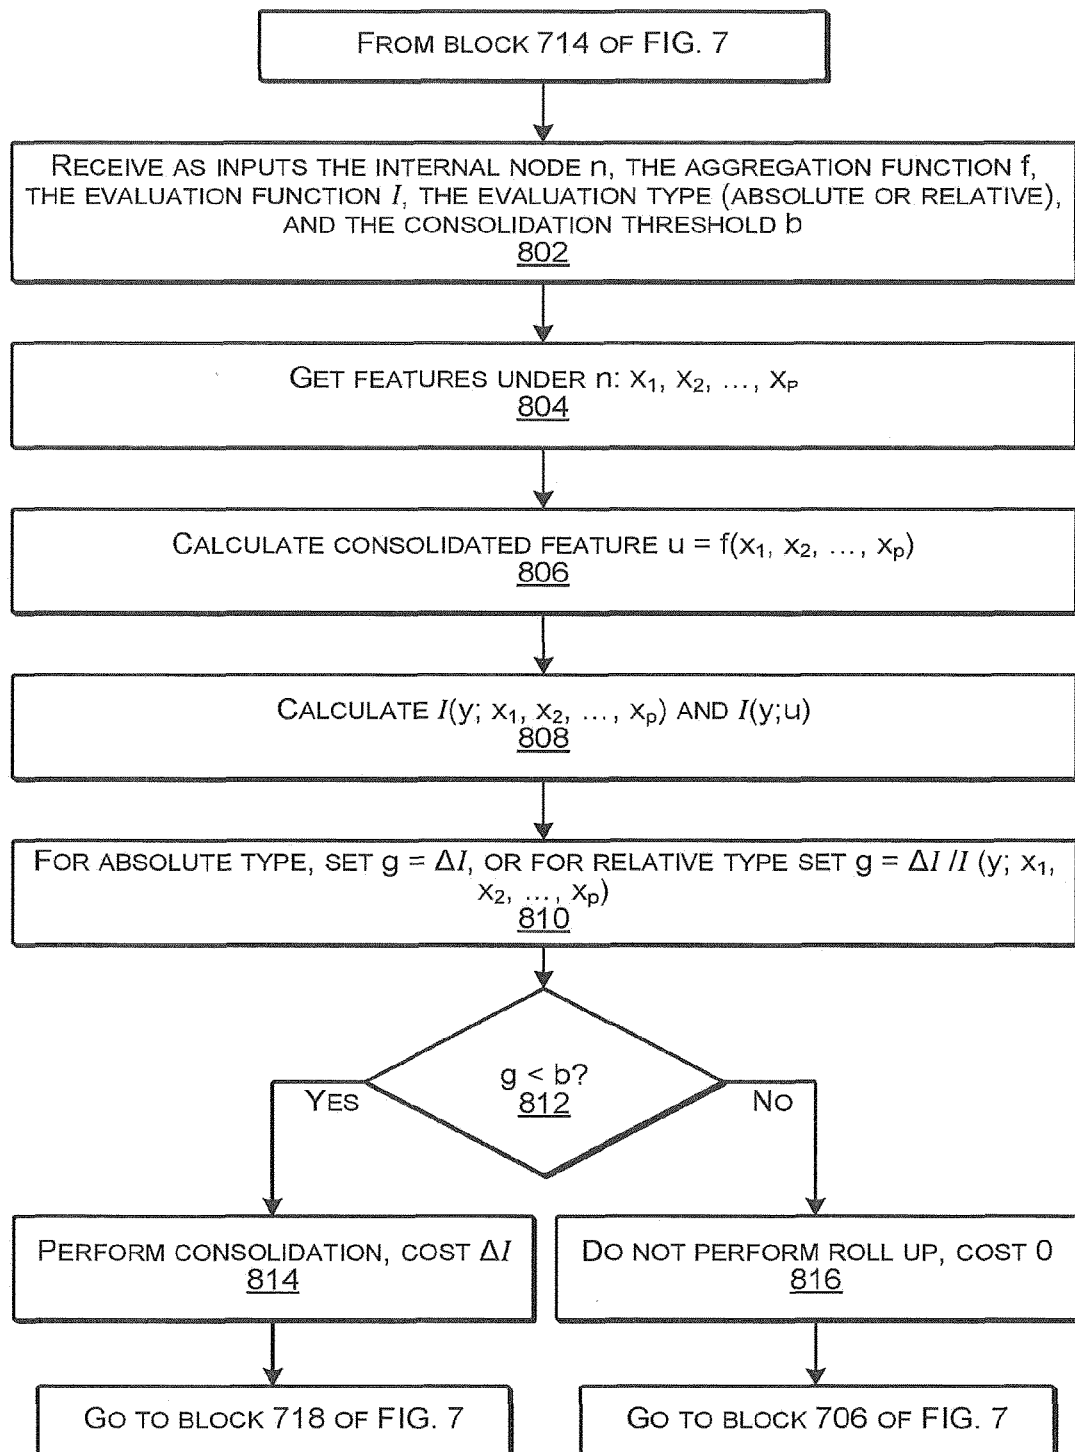 FROM BLOCK 714 OF FIG. 7
RECEIVE AS INPUTS THE INTERNAL NODE n, THE AGGREGATION FUNCTION f,
THE EVALUATION FUNCTION I, THE EVALUATION TYPE (ABSOLUTE OR RELATIVE),
AND THE CONSOLIDATION THRESHOLD b
802
GET FEATURES UNDER n: x₁, x₂, ..., xₚ
804
CALCULATE CONSOLIDATED FEATURE u = f(x₁, x₂, ..., xₚ)
806
CALCULATE I(y; x₁, x₂, ..., xₚ) AND I(y;u)
808
FOR ABSOLUTE TYPE, SET g = ΔI, OR FOR RELATIVE TYPE SET g = ΔI /I (y; x₁,
x₂, ..., xₚ)
810
g < b?
812
YES
NO
PERFORM CONSOLIDATION, COST ΔI
814
DO NOT PERFORM ROLL UP, COST 0
816
GO TO BLOCK 718 OF FIG. 7
GO TO BLOCK 706 OF FIG. 7